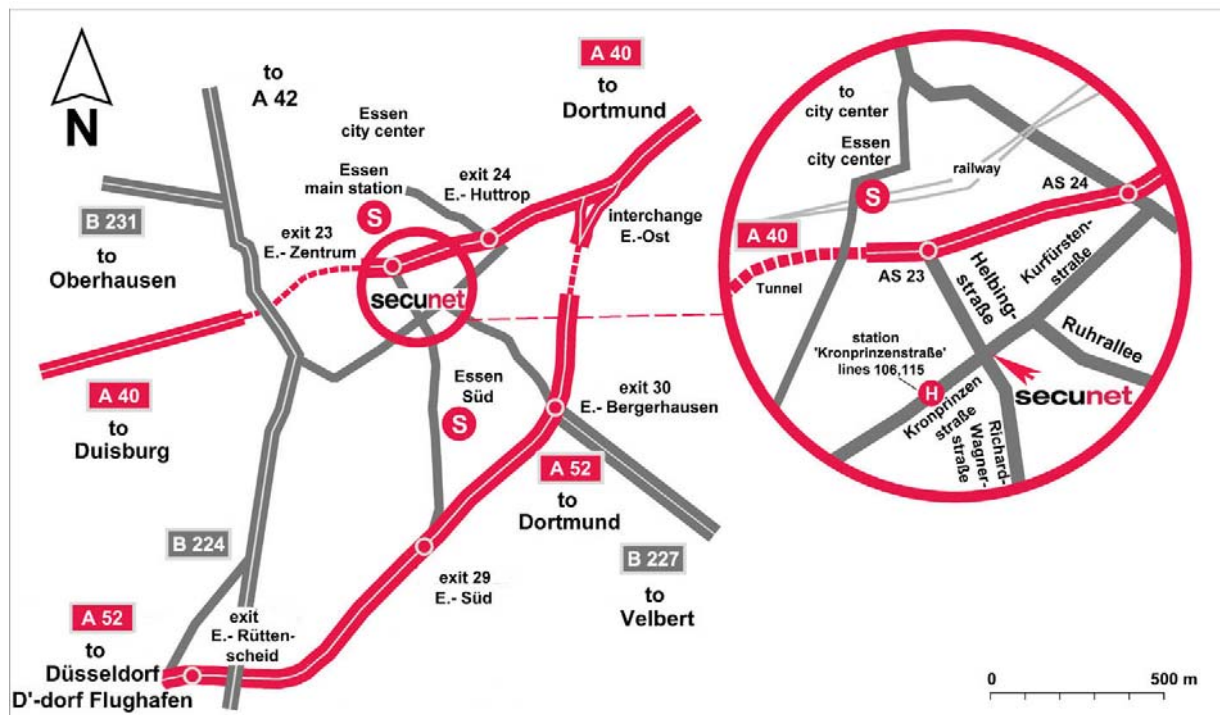 N
to
A 42
A 40
to
Dortmund
Essen
city center
Essen
main station
S
exit 24
E.- Huttrop
B 231
to
Oberhausen
exit 23
E.- Zentrum
interchange
E.-Ost
secunet
A 40
to
Duisburg
Essen
Süd
S
exit 30
E.- Bergerhausen
A 52
to
Dortmund
B 224
B 227
to
Velbert
exit 29
E.- Süd
exit
E.- Rütten-
scheid
A 52
to
Düsseldorf
D'-dorf Flughafen
to
city center
Essen
city center
railway
S
AS 24
A 40
AS 23
Tunnel
Helbing-
straße
Kurfürsten-
straße
Ruhrallee
station
'Kronprinzenstraße'
lines 106,115
H
secunet
Kronprinzen
straße
Richard-
Wagner-
straße
0 500 m